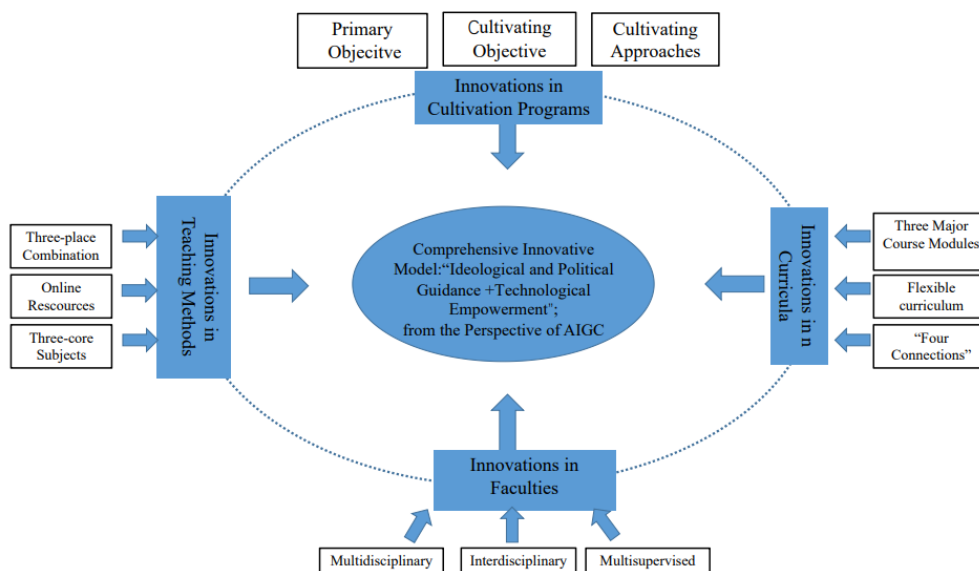 Primary
Objecitve
Cultivating
Objective
Cultivating
Approaches
Innovations in
Cultivation Programs
Innovations in
Teaching Methods
Three-place
Combination
Online
Rescources
Three-core
Subjects
Comprehensive Innovative
Model:“Ideological and Political
Guidance +Technological
Empowerment";
from the Perspective of AIGC
Innovations in n
Curricula
Three Major
Course Modules
Flexible
curriculum
“Four
Connections”
Innovations in
Faculties
Multidisciplinary
Interdisciplinary
Multisupervised